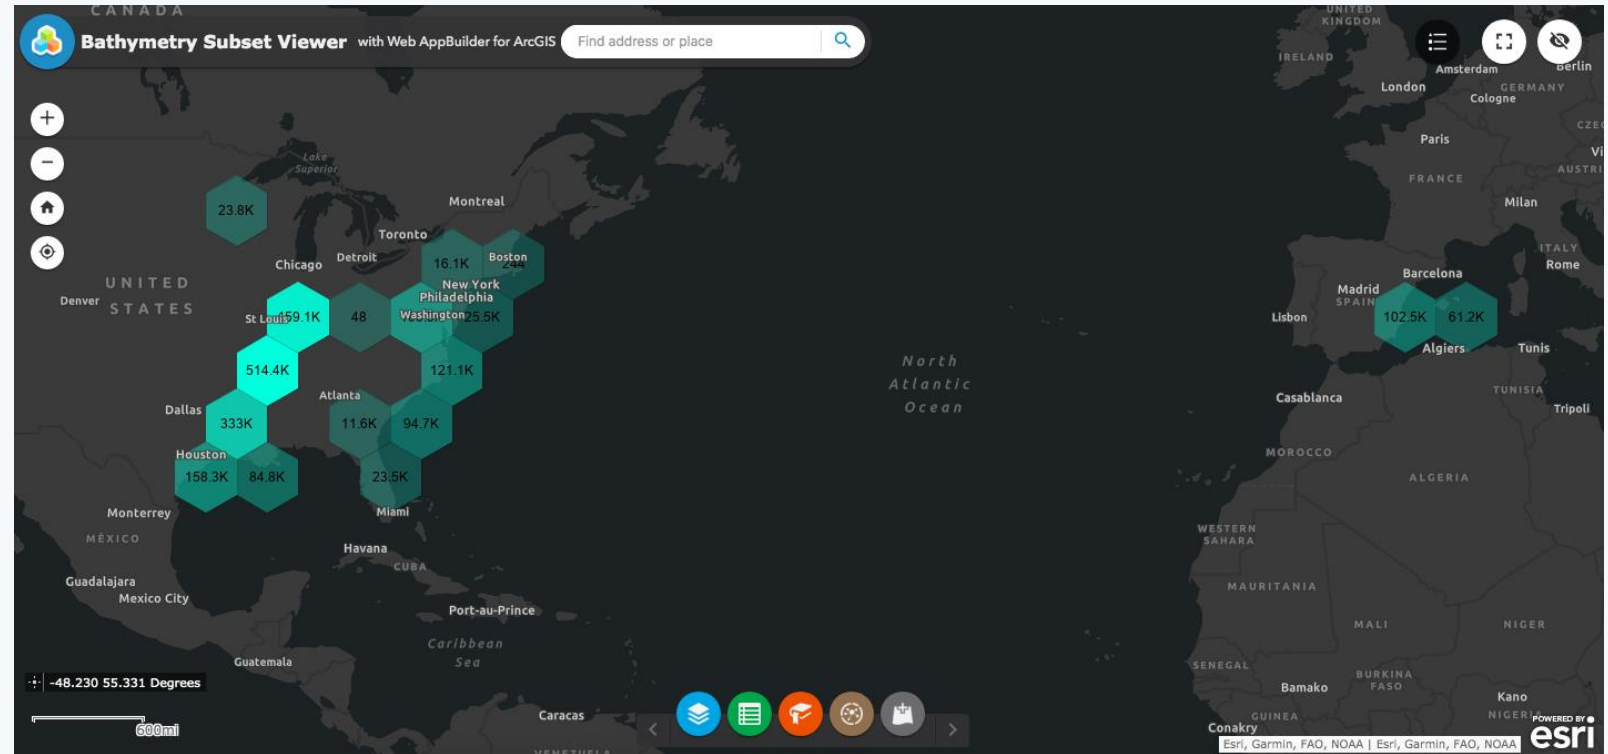 CANADA
UNITED
KINGDOM
Bathymetry Subset Viewer with Web AppBuilder for ArcGIS
Find address or place
IRELAND
Amsterdam
Berlin
London
GERMANY
Cologne
Paris
Lake
Superior
FRANCE
AUSTRI
Montreal
Milan
23.8K
Toronto
ITALY
Chicago
Detroit
16.1K
Boston
244
Rome
Barcelona
UNITED
STATES
Denver
New York
Philadelphia
Madrid
SPAIN
St Louis
48
Washington
25.5K
Lisbon
102.5K
61.2K
Algiers
Tunis
514.4K
121.1K
North
Atlantic
Ocean
TUNISIA
Atlanta
Casablanca
Dallas
Tripoli
333K
11.6K
94.7K
Houston
MOROCCO
158.3K
84.8K
23.5K
ALGERIA
Monterrey
Miami
MÉXICO
WESTERN
SAHARA
Havana
CUBA
Guadalajara
Mexico City
MAURITANIA
Port-au-Prince
MALI
NIGER
Caribbean
Sea
Guatemala
SENEGAL
-48.230 55.331 Degrees
BURKINA
FASO
Bamako
Kano
600mi
Caracas
GUINEA
NIGERIA
Conakry
POWERED BY
esri
Esri, Garmin, FAO, NOAA | Esri, Garmin, FAO, NOAA